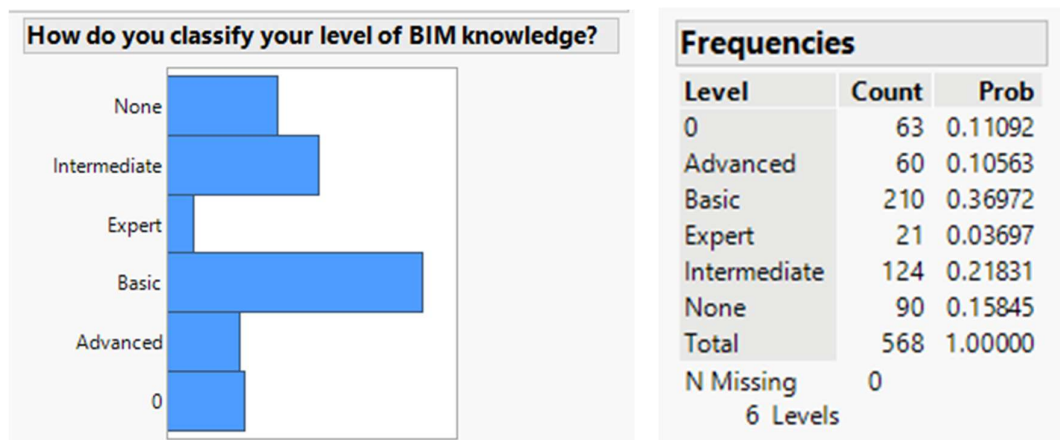 How do you classify your level of BIM knowledge?
None
Intermediate
Expert
Basic
Advanced
0
Frequencies
Level Count Prob
0 63 0.11092
Advanced 60 0.10563
Basic 210 0.36972
Expert 21 0.03697
Intermediate 124 0.21831
None 90 0.15845
Total 568 1.00000
N Missing 0
6 Levels